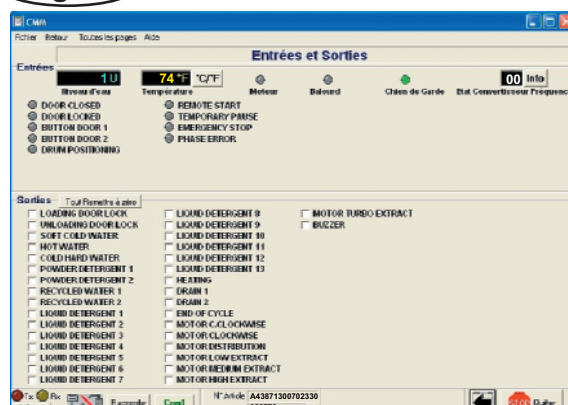 CMA
Fichier Retour Toutes les pages Aide
Entrées et Sorties
Entrées
1 U 74 °F °C/°F 00 Info
Niveau d'eau Température Moteur Balourd Chien de Garde Etat Convertisseur Fréquence
DOOR CLOSED REMOTE START
DOOR LOCKED TEMPORARY PAUSE
BUTTON DOOR 1 EMERGENCY STOP
BUTTON DOOR 2 PHASE ERROR
DRUM POSITIONING
Sorties Tout Remettre à zéro
LOADING DOOR LOCK LIQUID DETERGENT 8 MOTOR TURBO EXTRACT
UNLOADING DOOR LOCK LIQUID DETERGENT 9 BUZZER
SOFT COLD WATER LIQUID DETERGENT 10
HOT WATER LIQUID DETERGENT 11
COLD HARD WATER LIQUID DETERGENT 12
POWDER DETERGENT 1 LIQUID DETERGENT 13
POWDER DETERGENT 2 HEATING
RECYCLED WATER 1 DRAIN 1
RECYCLED WATER 2 DRAIN 2
LIQUID DETERGENT 1 END OF CYCLE
LIQUID DETERGENT 2 MOTOR C.CLOCKWISE
LIQUID DETERGENT 3 MOTOR CLOCKWISE
LIQUID DETERGENT 4 MOTOR DISTRIBUTION
LIQUID DETERGENT 5 MOTOR LOW EXTRACT
LIQUID DETERGENT 6 MOTOR MEDIUM EXTRACT
LIQUID DETERGENT 7 MOTOR HIGH EXTRACT
Tx Rx Com1 N° Article A43871300702330 STOP Quitter